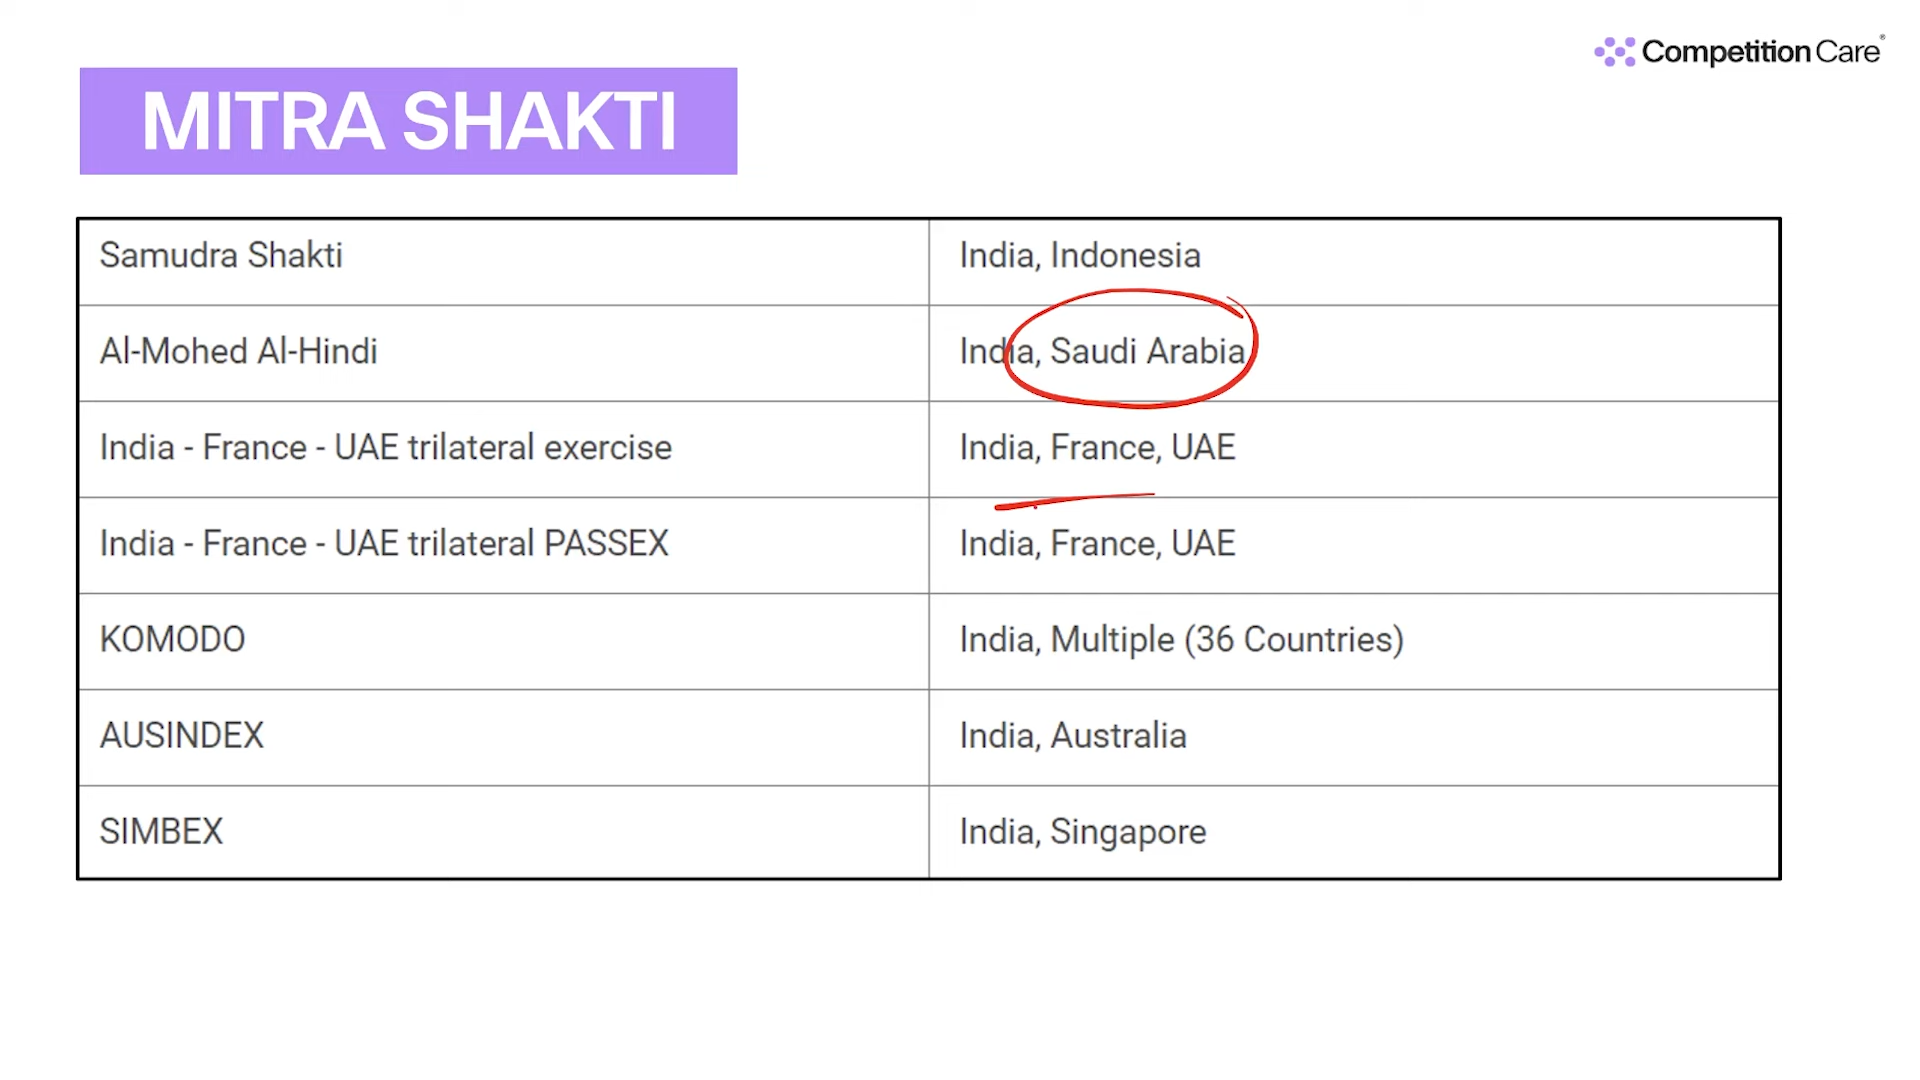 Competition Care
MITRA SHAKTI
Samudra Shakti India, Indonesia
Al-Mohed Al-Hindi India, Saudi Arabia
India - France - UAE trilateral exercise India, France, UAE
India - France - UAE trilateral PASSEX India, France, UAE
KOMODO India, Multiple (36 Countries)
AUSINDEX India, Australia
SIMBEX India, Singapore